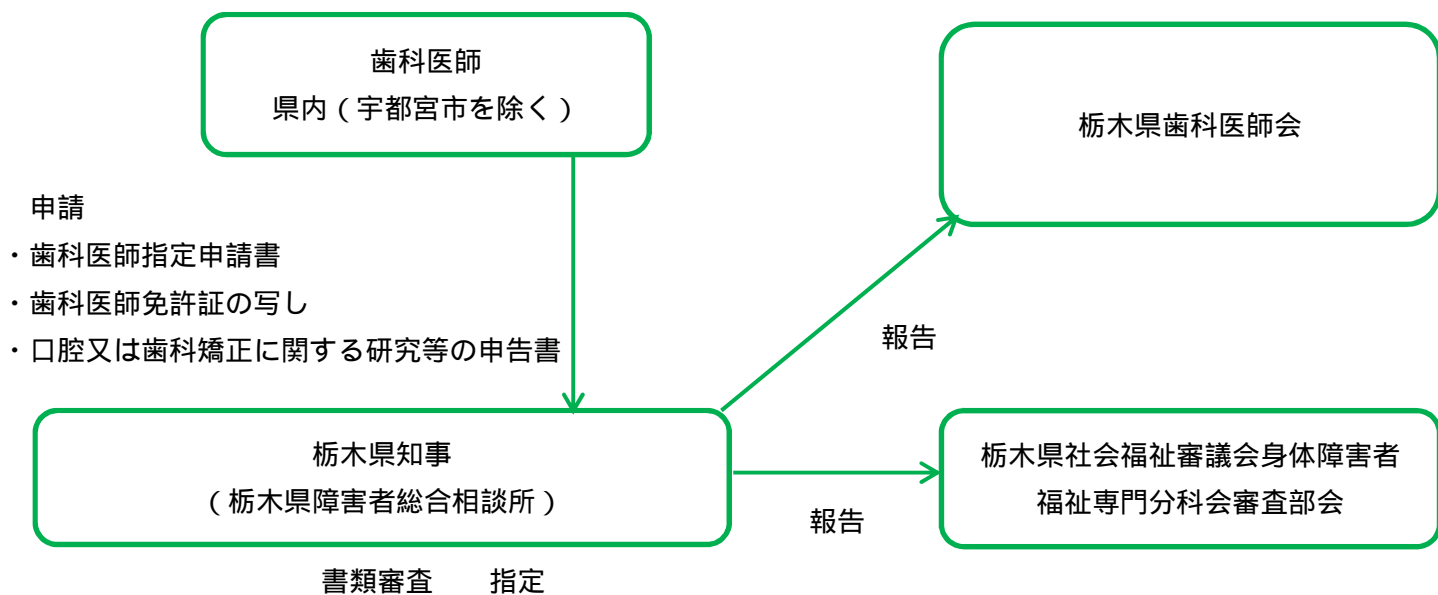 歯科医師
県内（宇都宮市を除く）
栃木県歯科医師会
申請
・歯科医師指定申請書
・歯科医師免許証の写し
・口腔又は歯科矯正に関する研究等の申告書
報告
栃木県知事
（栃木県障害者総合相談所）
栃木県社会福祉審議会身体障害者
福祉専門分科会審査部会
報告
書類審査　　指定